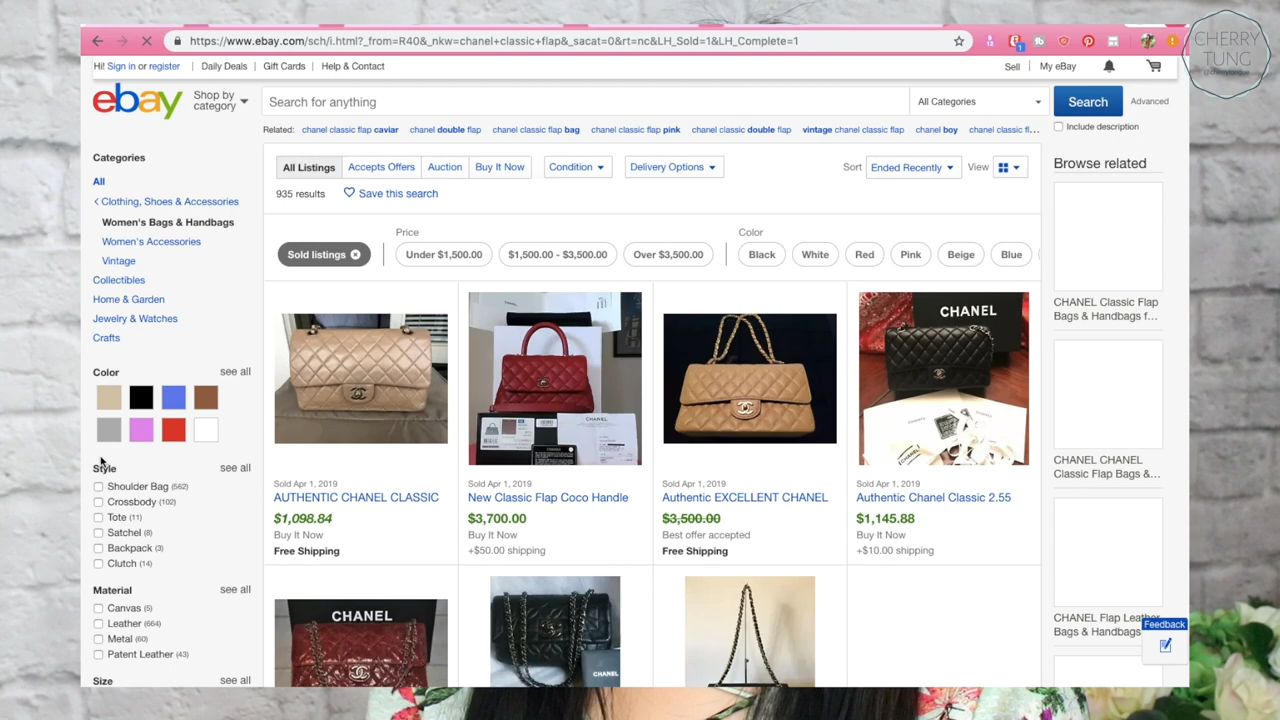 https://www.ebay.com/sch/i.html?_from=R40&_nkw=chanel+classic+flap&_sacat=0&rt=nc&LH_Sold=1&LH_Complete=1
CHERRY
TUNG
Hi! Sign in or register
Daily Deals
Gift Cards
Help & Contact
Sell
My eBay
ebay
Shop by
category
Search for anything
All Categories
Search
Advanced
Include description
Related:
chanel classic flap caviar
chanel double flap
chanel classic flap bag
chanel classic flap pink
chanel classic double flap
vintage chanel classic flap
chanel boy
chanel classic fl...
Categories
All
Clothing, Shoes & Accessories
Women's Bags & Handbags
Women's Accessories
Vintage
Collectibles
Home & Garden
Jewelry & Watches
Crafts
Color
see all
Style
see all
Shoulder Bag (562)
Crossbody (102)
Tote (11)
Satchel (8)
Backpack (3)
Clutch (14)
Material
see all
Canvas (5)
Leather (664)
Metal (60)
Patent Leather (43)
Size
see all
All Listings
Accepts Offers
Auction
Buy It Now
Condition
Delivery Options
Sort
Ended Recently
View
935 results
Save this search
Sold listings
Price
Under $1,500.00
$1,500.00 - $3,500.00
Over $3,500.00
Color
Black
White
Red
Pink
Beige
Blue
Sold Apr 1, 2019
AUTHENTIC CHANEL CLASSIC
$1,098.84
Buy It Now
Free Shipping
CHANEL
Sold Apr 1, 2019
New Classic Flap Coco Handle
$3,700.00
Buy It Now
+$50.00 shipping
Sold Apr 1, 2019
Authentic EXCELLENT CHANEL
$3,500.00
Best offer accepted
Free Shipping
CHANEL
Sold Apr 1, 2019
Authentic Chanel Classic 2.55
$1,145.88
Buy It Now
+$10.00 shipping
CHANEL
CHANEL
Browse related
CHANEL Classic Flap
Bags & Handbags f...
CHANEL CHANEL
Classic Flap Bags &...
CHANEL Flap Leather
Bags & Handbags
Feedback